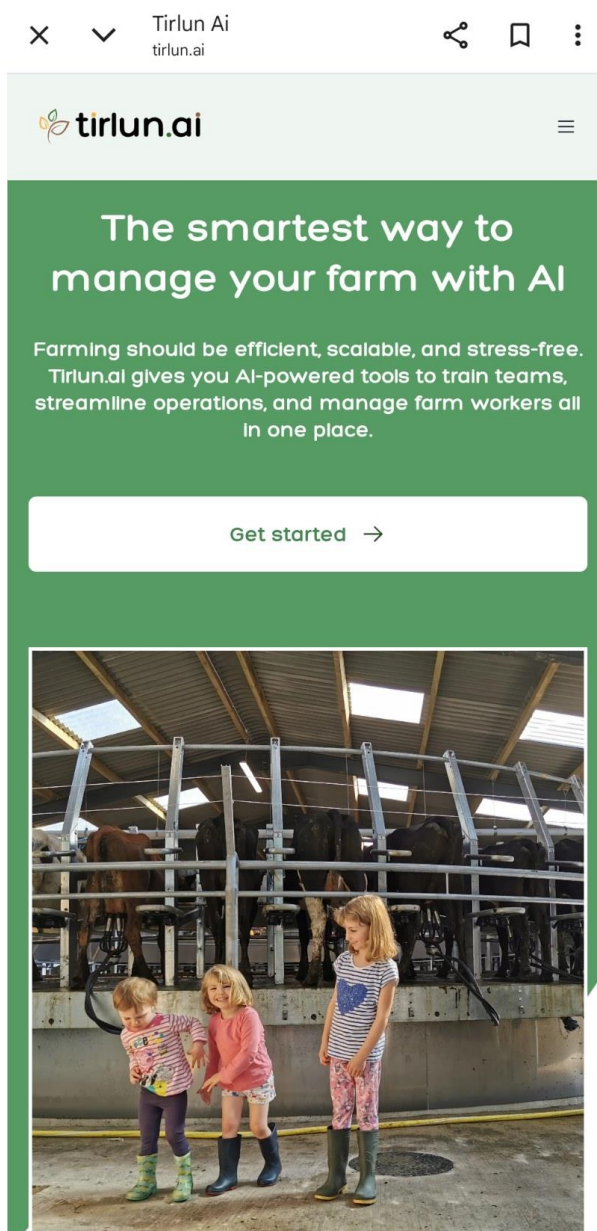 Tirlun Ai
tirlun.ai
tirlun.ai
The smartest way to
manage your farm with AI
Farming should be efficient, scalable, and stress-free.
Tirlun.ai gives you AI-powered tools to train teams,
streamline operations, and manage farm workers all
in one place.
Get started →